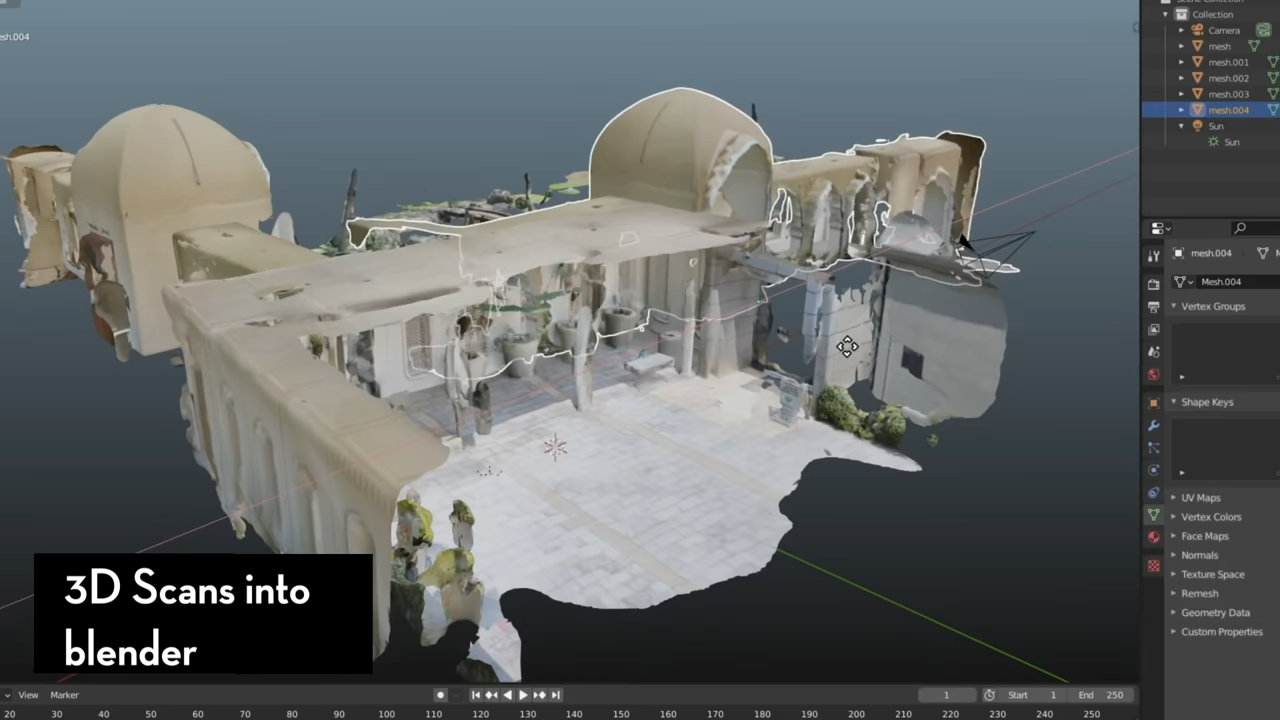 esh.004
Scene Collection
Collection
Camera
mesh
mesh.001
mesh.002
mesh.003
mesh.004
Sun
Sun
mesh.004
Mesh.004
Vertex Groups
Shape Keys
UV Maps
Vertex Colors
Face Maps
Normals
Texture Space
Remesh
Geometry Data
Custom Properties
3D Scans into
blender
View Marker
1 Start 1 End 250
20 30 40 50 60 70 80 90 100 110 120 130 140 150 160 170 180 190 200 210 220 230 240 250